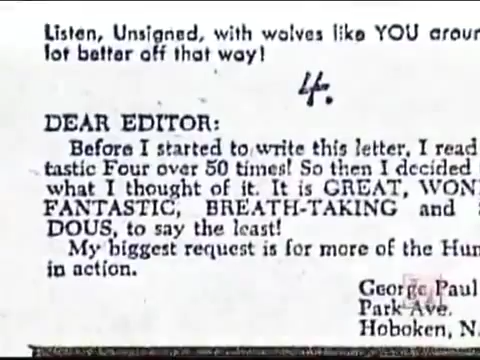 Listen, Unsigned, with wolves like YOU
lot better off that way!
4.
DEAR EDITOR:
Before I started to write this letter, I read
tastic Four over 50 times! So then I decided
what I thought of it. It is GREAT, WON
FANTASTIC, BREATH-TAKING and
DOUS, to say the least!
My biggest request is for more of the Hum
in action.
George Paul
Park Ave.
Hoboken, N.